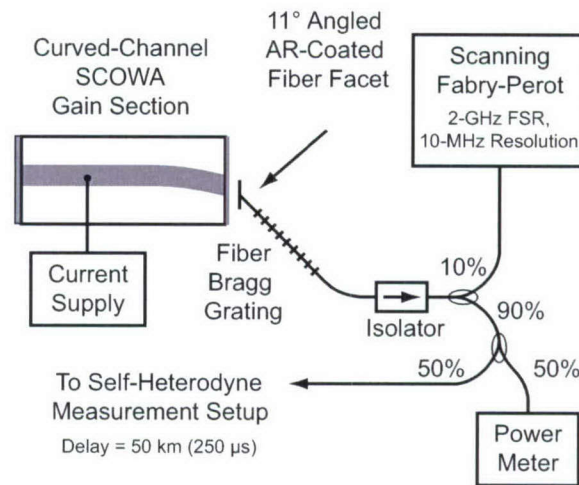 11° Angled
AR-Coated
Fiber Facet
Curved-Channel
SCOWA
Gain Section
Scanning
Fabry-Perot
2-GHz FSR,
10-MHz Resolution
Current
Supply
Fiber
Bragg
Grating
Isolator
10%
90%
50%
50%
To Self-Heterodyne
Measurement Setup
Delay = 50 km (250 µs)
Power
Meter